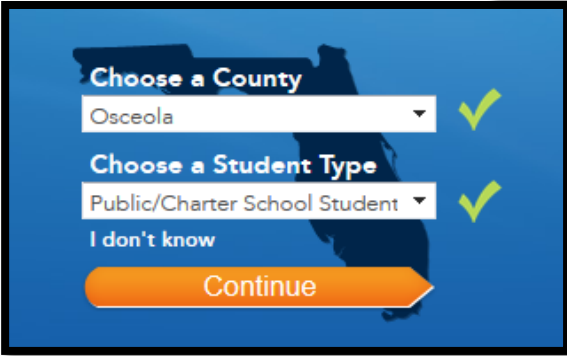 Choose a County
Osceola
Choose a Student Type
Public/Charter School Student
I don't know
Continue